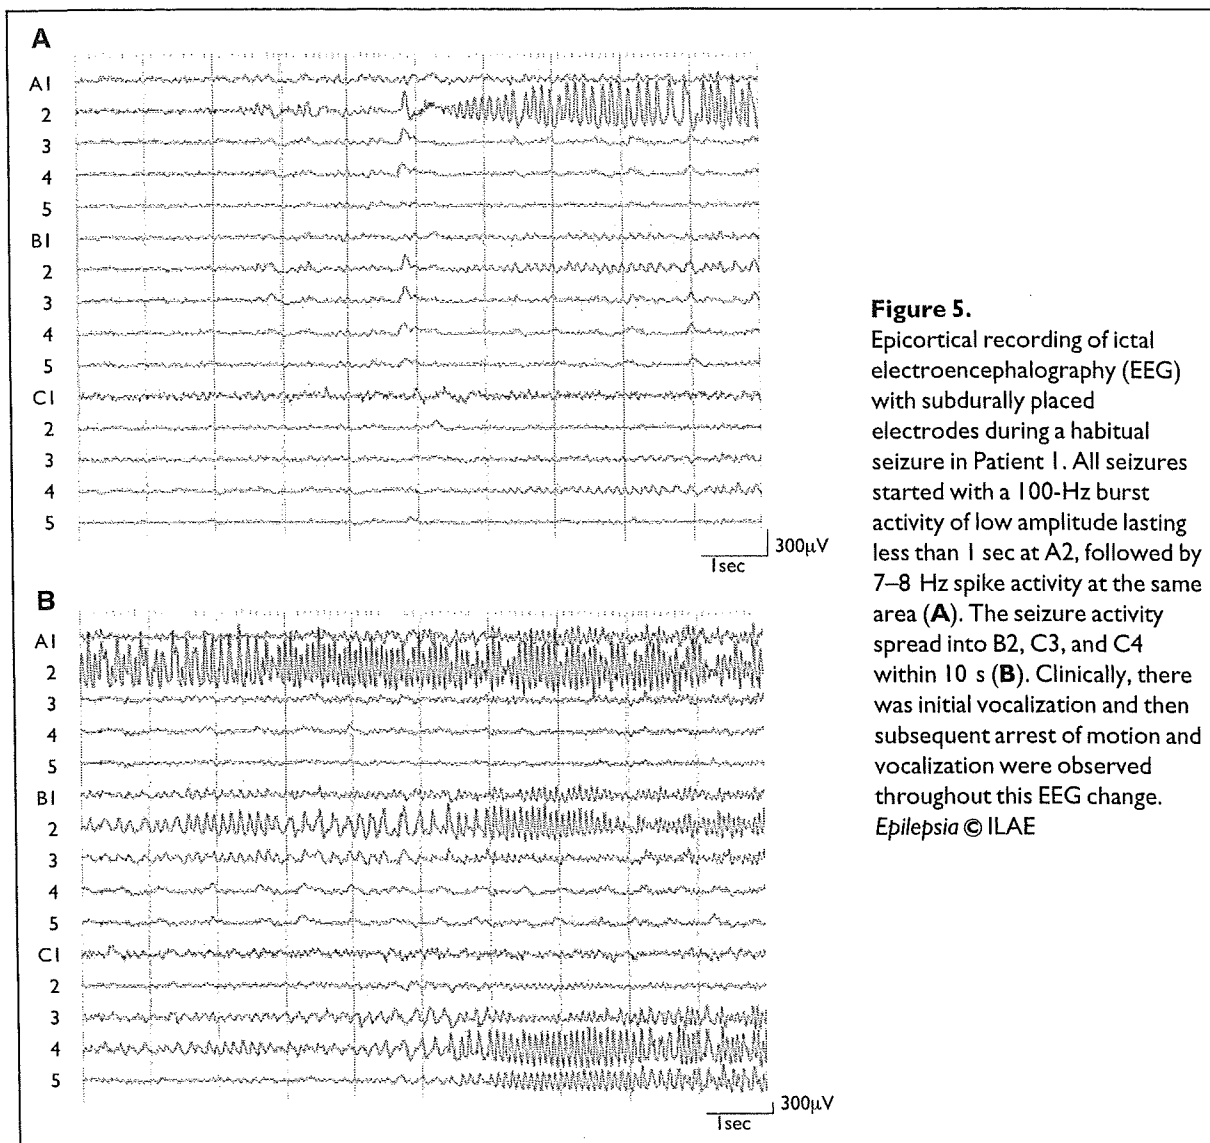 A
A1
2
3
4
5
B1
2
3
4
5
C1
2
3
4
5
300μV
1sec
B
A1
2
3
4
5
B1
2
3
4
5
C1
2
3
4
5
300μV
1sec
Figure 5.
Epicortical recording of ictal
electroencephalography (EEG)
with subdurally placed
electrodes during a habitual
seizure in Patient 1. All seizures
started with a 100-Hz burst
activity of low amplitude lasting
less than 1 sec at A2, followed by
7–8 Hz spike activity at the same
area (A). The seizure activity
spread into B2, C3, and C4
within 10 s (B). Clinically, there
was initial vocalization and then
subsequent arrest of motion and
vocalization were observed
throughout this EEG change.
Epilepsia © ILAE